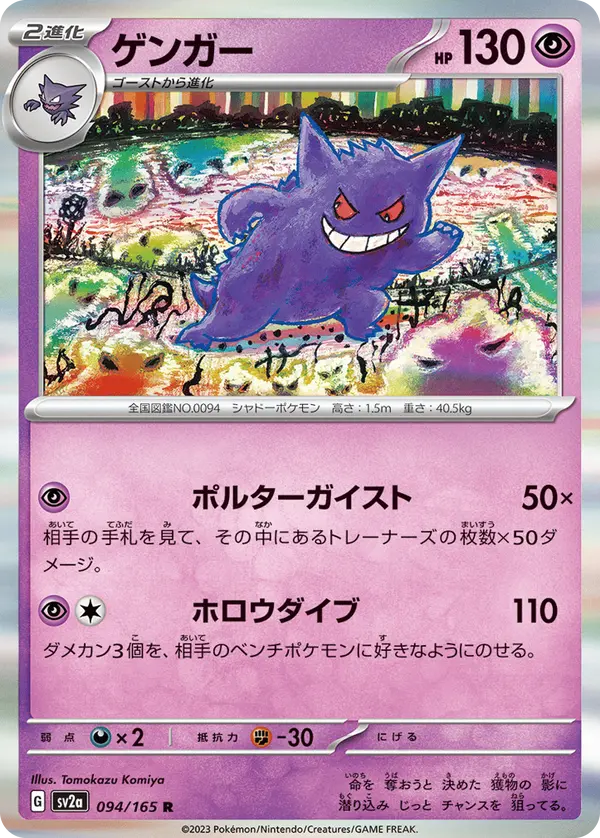 2進化
ゲンガー
HP 130
ゴーストから進化
全国図鑑NO.0094 シャドーポケモン 高さ:1.5m 重さ:40.5kg
ポルターガイスト 50×
相手の手札を見て、その中にあるトレーナーズの枚数×50ダ
メージ。
ホロウダイブ 110
ダメカン3個を、相手のベンチポケモンに好きなようにのせる。
弱点 ×2 抵抗力 -30 にげる
Illus. Tomokazu Komiya
G sv2a 094/165 R
命を 奪おうと 決めた 獲物の 影に
潜り込み じっと チャンスを 狙ってる。
©2023 Pokémon/Nintendo/Creatures/GAME FREAK.